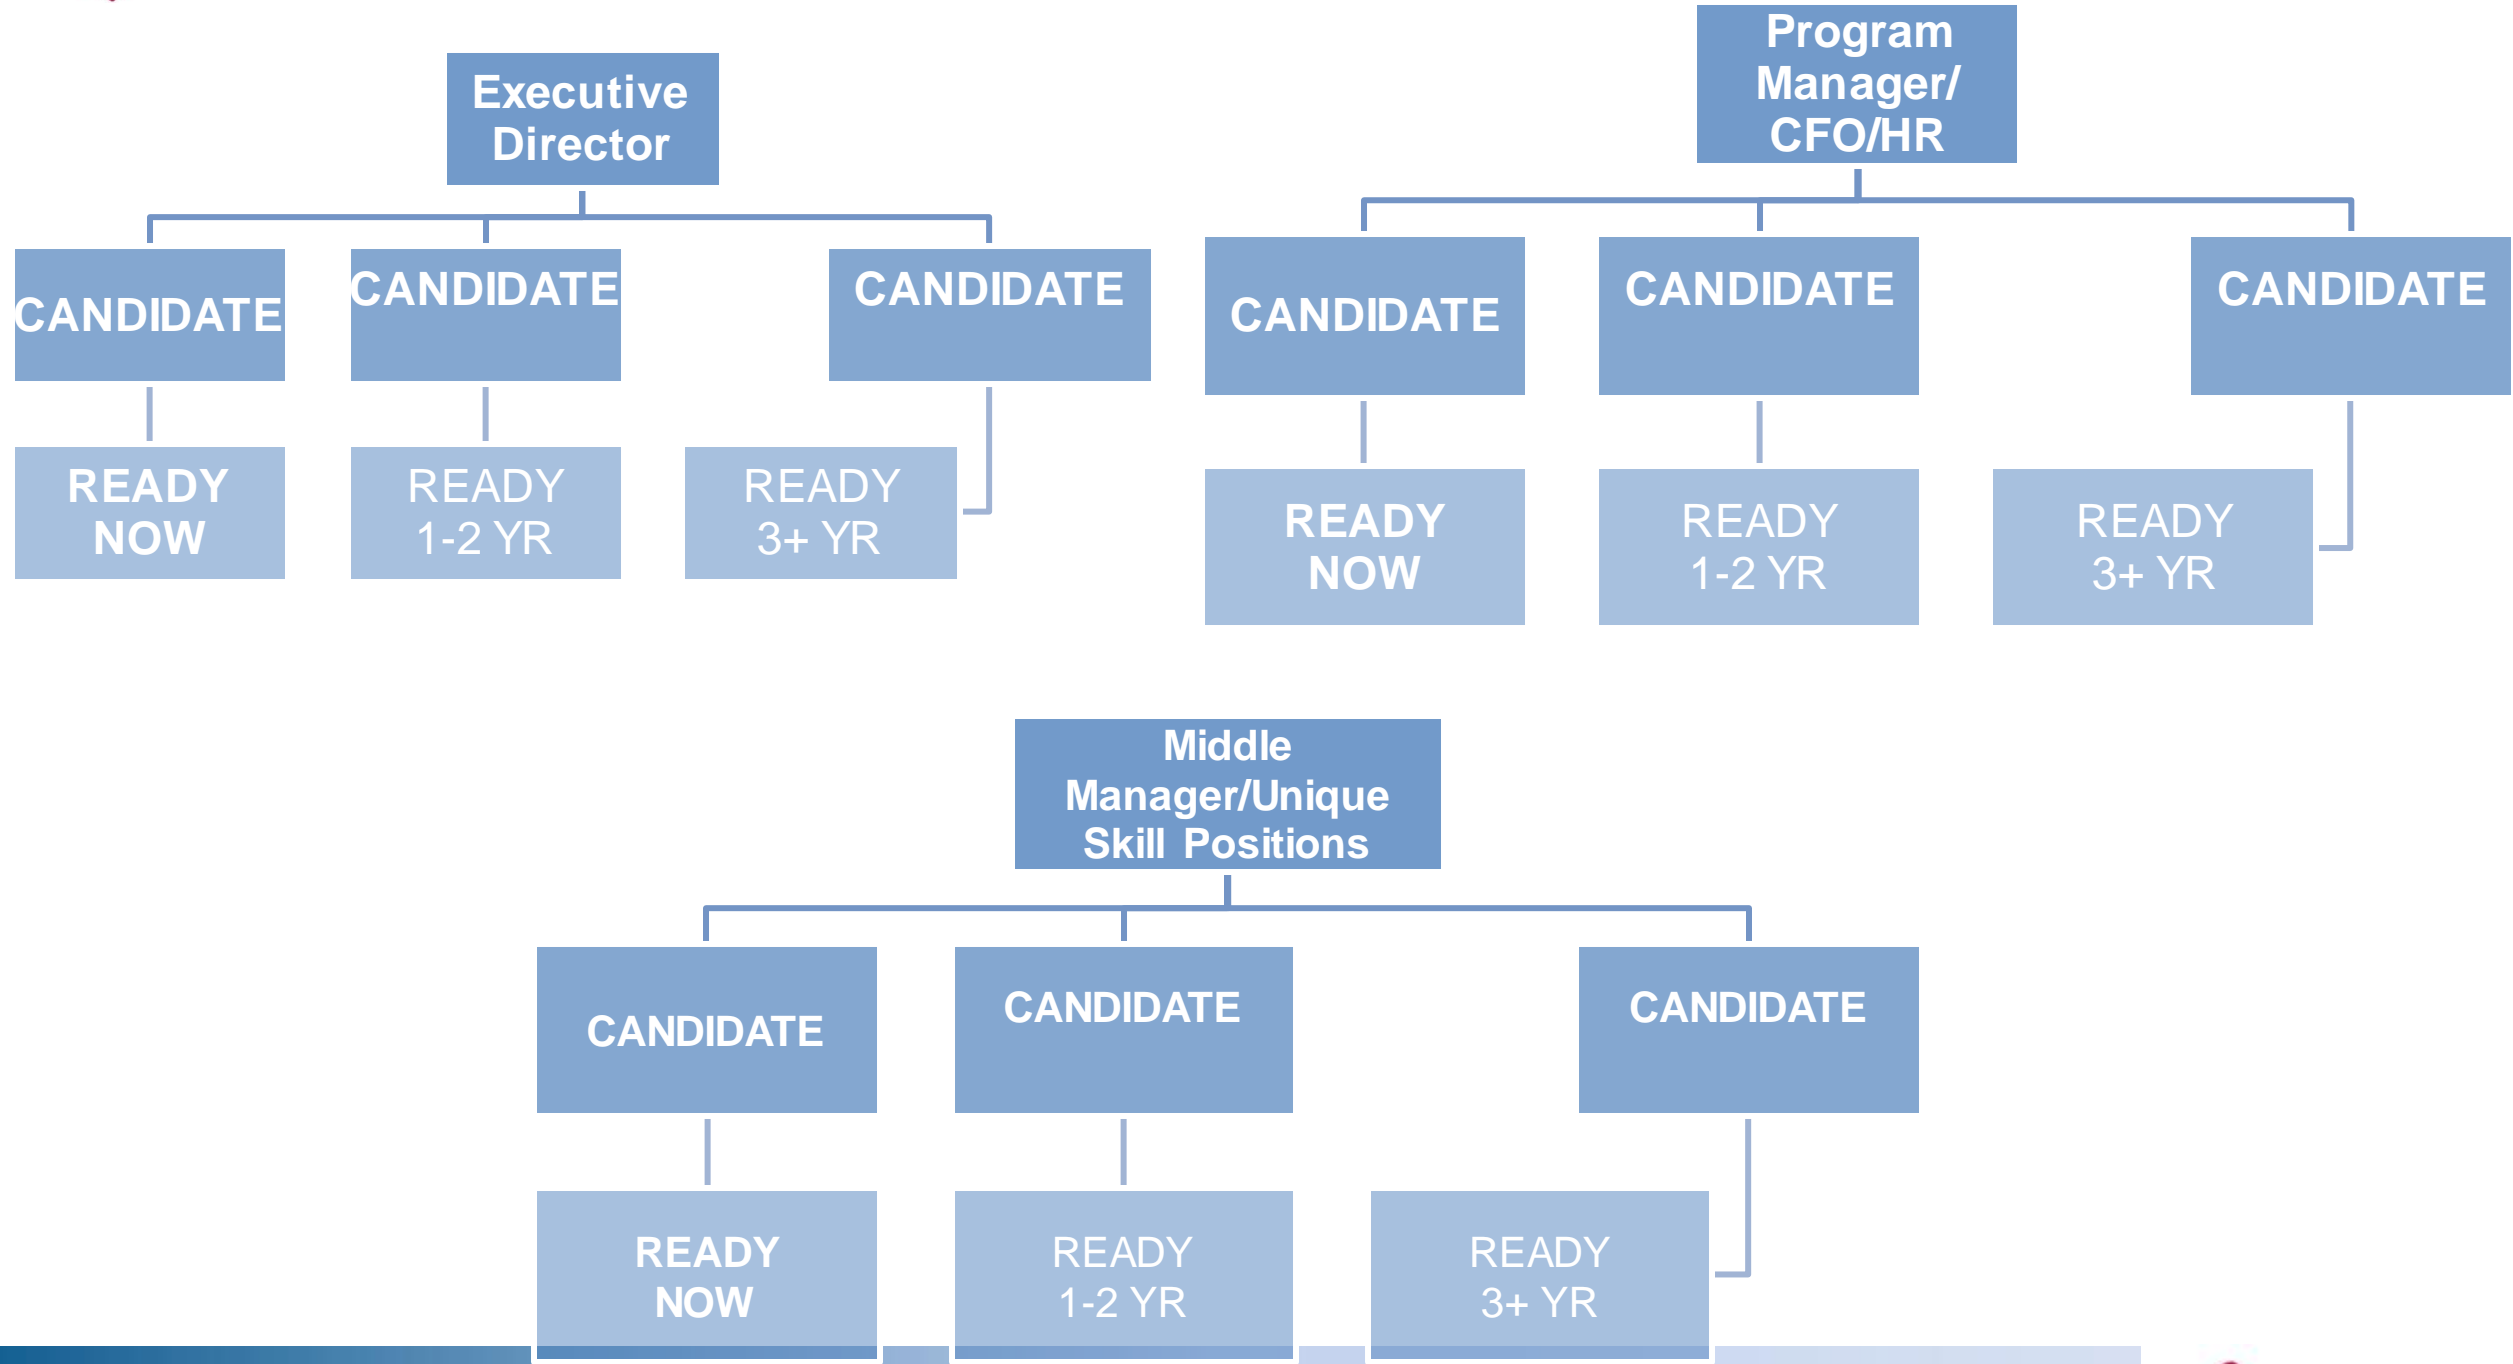 Executive
Director
CANDIDATE
CANDIDATE
CANDIDATE
READY
NOW
READY
1-2 YR
READY
3+ YR
Program
Manager/
CFO/HR
CANDIDATE
CANDIDATE
CANDIDATE
READY
NOW
READY
1-2 YR
READY
3+ YR
Middle
Manager/Unique
Skill Positions
CANDIDATE
CANDIDATE
CANDIDATE
READY
NOW
READY
1-2 YR
READY
3+ YR